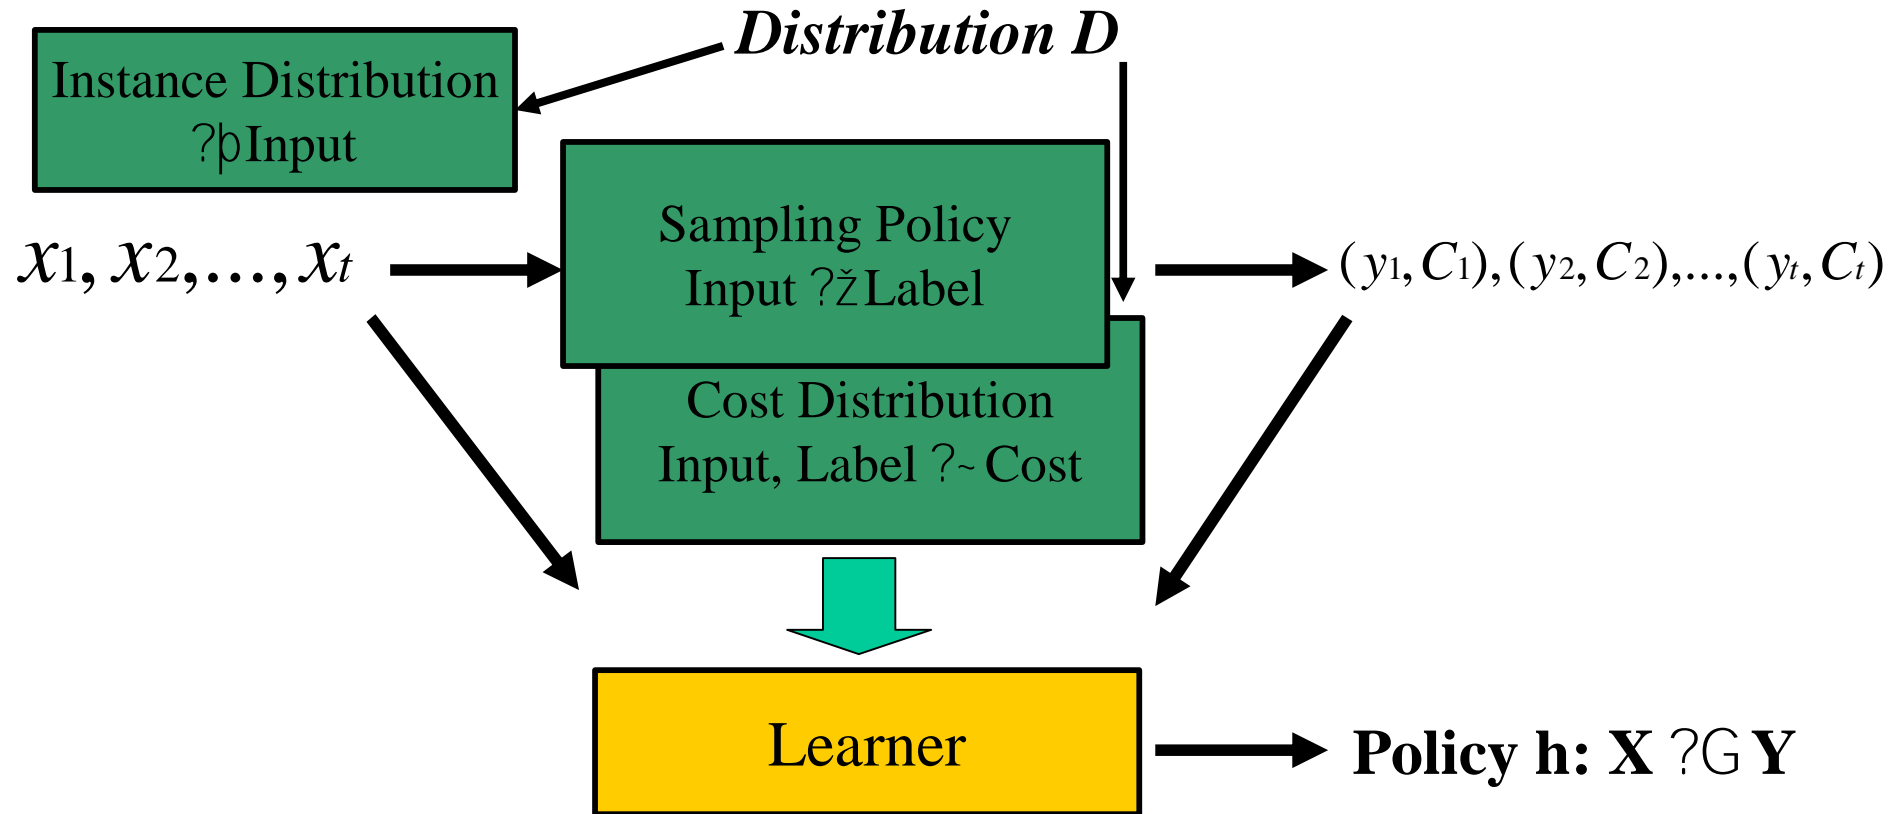 Distribution D
Instance Distribution
?þInput
x1, x2,..., xt
Sampling Policy
Input ?žLabel
(y1,C1),(y2,C2),...,(yt,Ct)
Cost Distribution
Input, Label ?~ Cost
Learner
Policy h: X ?G Y